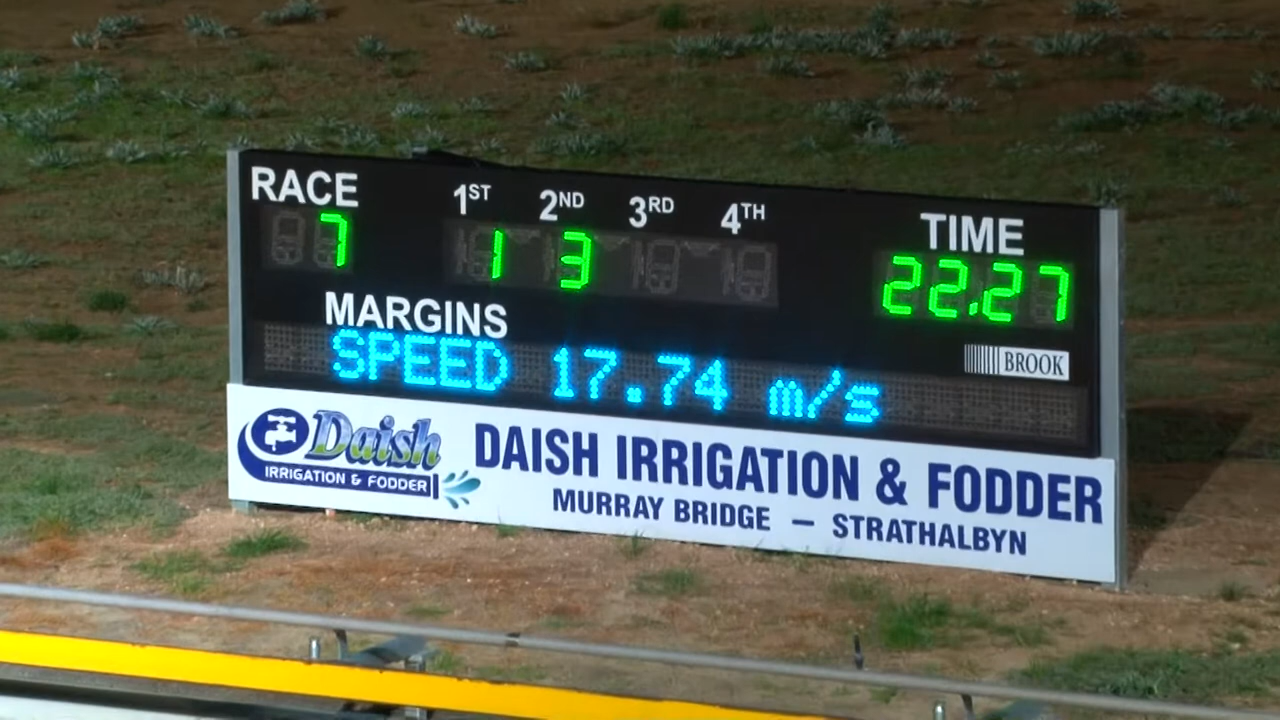 RACE 1ST 2ND 3RD 4TH TIME
7 1 3 22.27
MARGINS
BROOK
SPEED 17.74 m/s
Daish
IRRIGATION & FODDER
DAISH IRRIGATION & FODDER
MURRAY BRIDGE – STRATHALBYN